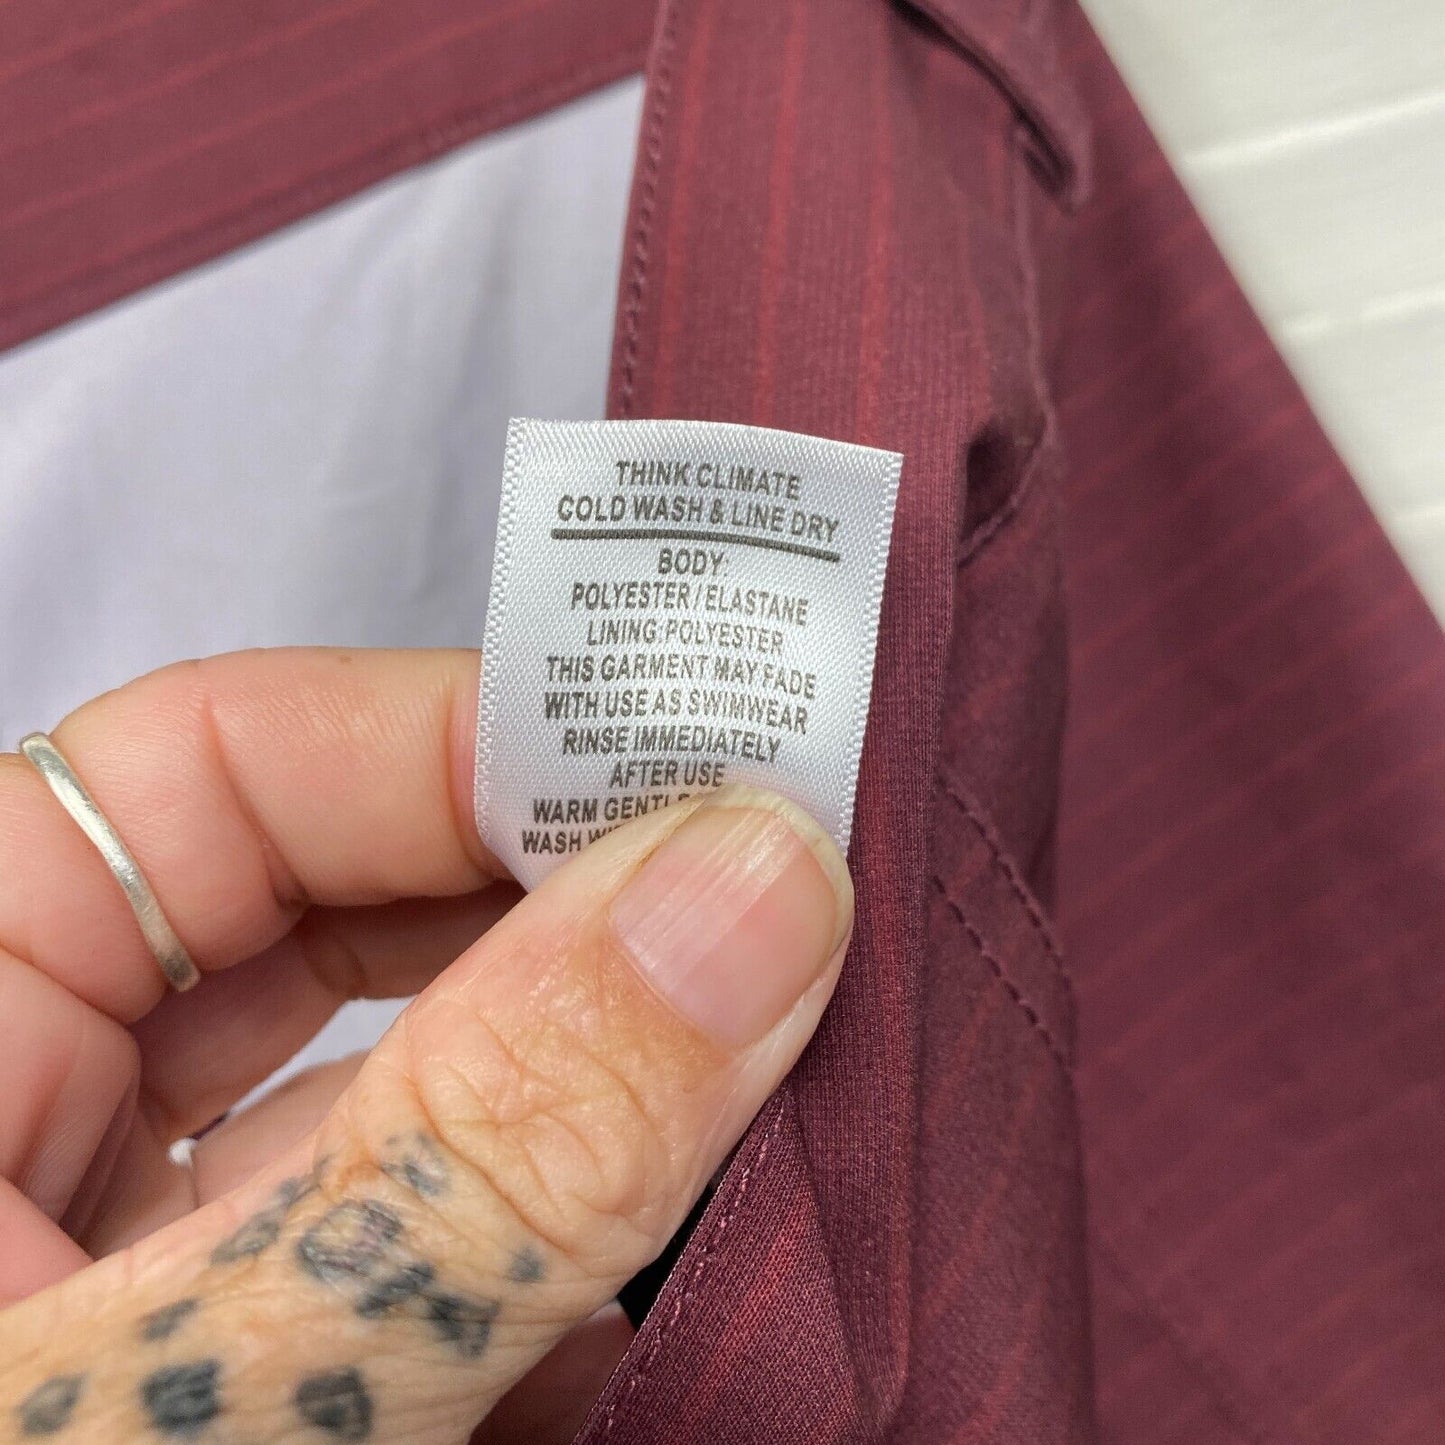 THINK CLIMATE
COLD WASH & LINE DRY
BODY:
POLYESTER/ELASTANE
LINING:POLYESTER
THIS GARMENT MAY FADE
WITH USE AS SWIMWEAR
RINSE IMMEDIATELY
AFTER USE
WARM
WASH